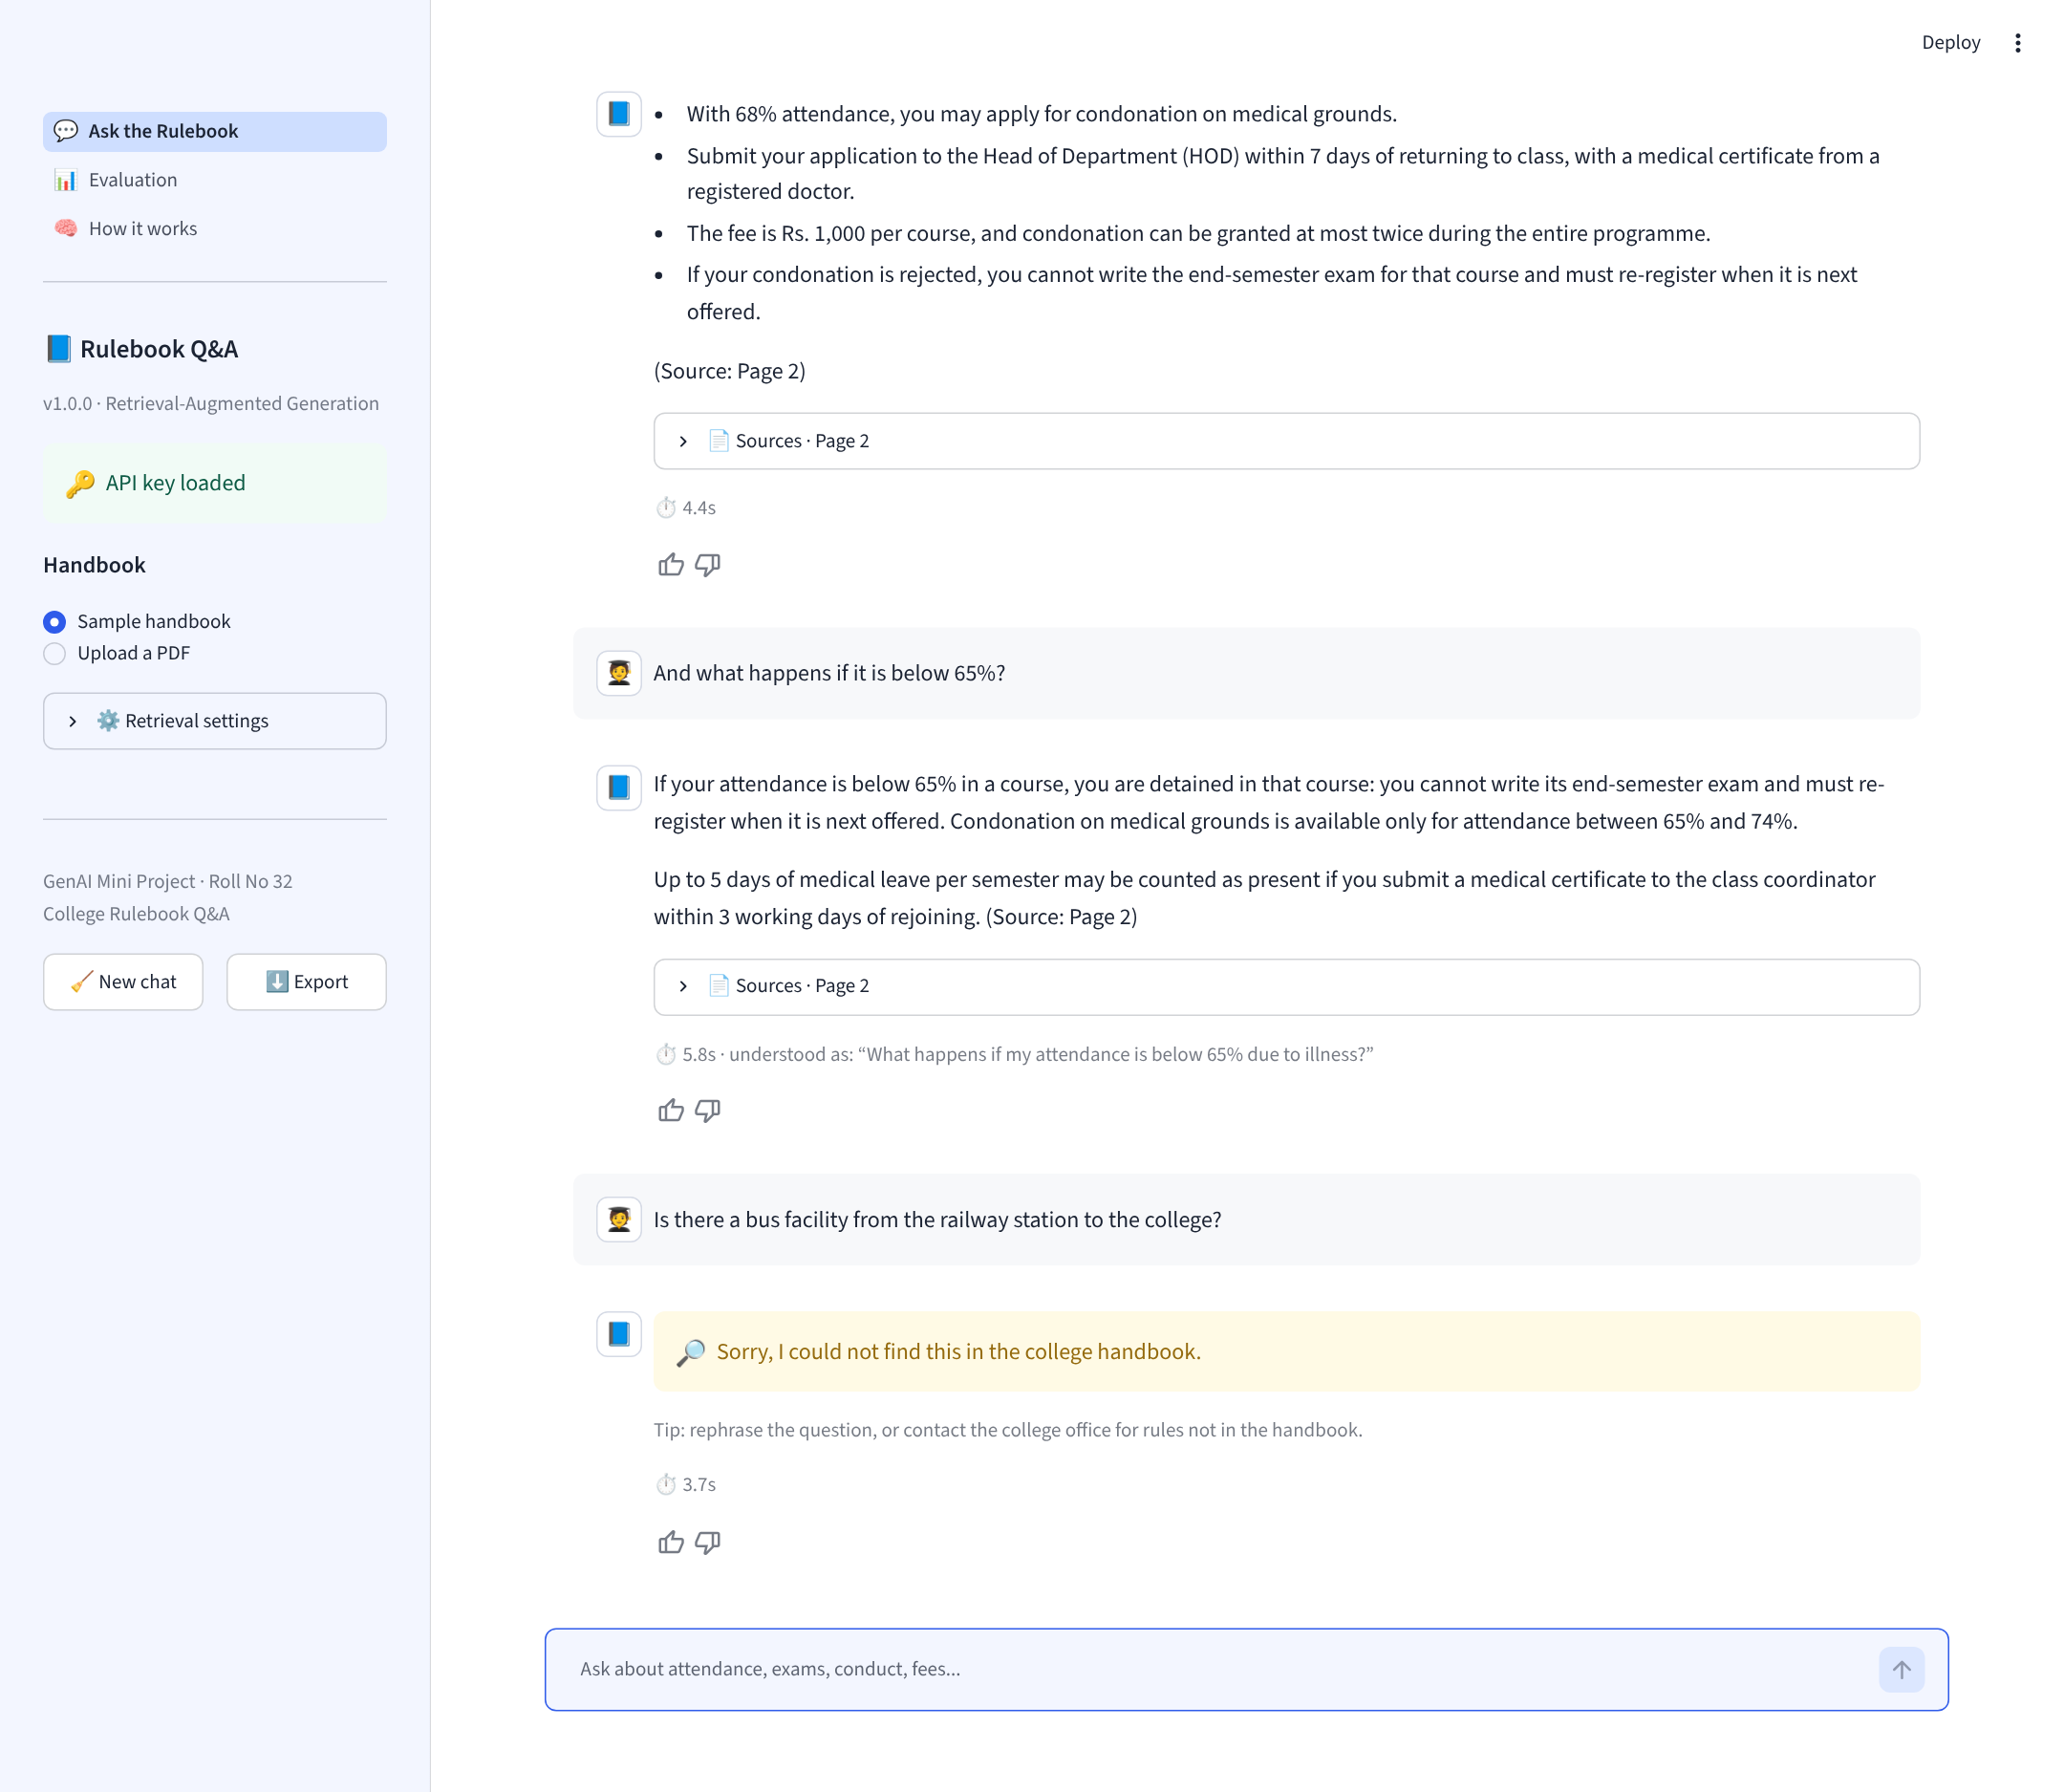 Deploy
Ask the Rulebook
Evaluation
How it works
Rulebook Q&A
v1.0.0 · Retrieval-Augmented Generation
API key loaded
Handbook
Sample handbook
Upload a PDF
Retrieval settings
GenAI Mini Project · Roll No 32
College Rulebook Q&A
New chat
Export
• With 68% attendance, you may apply for condonation on medical grounds.
• Submit your application to the Head of Department (HOD) within 7 days of returning to class, with a medical certificate from a
registered doctor.
• The fee is Rs. 1,000 per course, and condonation can be granted at most twice during the entire programme.
• If your condonation is rejected, you cannot write the end-semester exam for that course and must re-register when it is next
offered.
(Source: Page 2)
Sources · Page 2
4.4s
And what happens if it is below 65%?
If your attendance is below 65% in a course, you are detained in that course: you cannot write its end-semester exam and must re-
register when it is next offered. Condonation on medical grounds is available only for attendance between 65% and 74%.
Up to 5 days of medical leave per semester may be counted as present if you submit a medical certificate to the class coordinator
within 3 working days of rejoining. (Source: Page 2)
Sources · Page 2
5.8s · understood as: “What happens if my attendance is below 65% due to illness?”
Is there a bus facility from the railway station to the college?
Sorry, I could not find this in the college handbook.
Tip: rephrase the question, or contact the college office for rules not in the handbook.
3.7s
Ask about attendance, exams, conduct, fees...